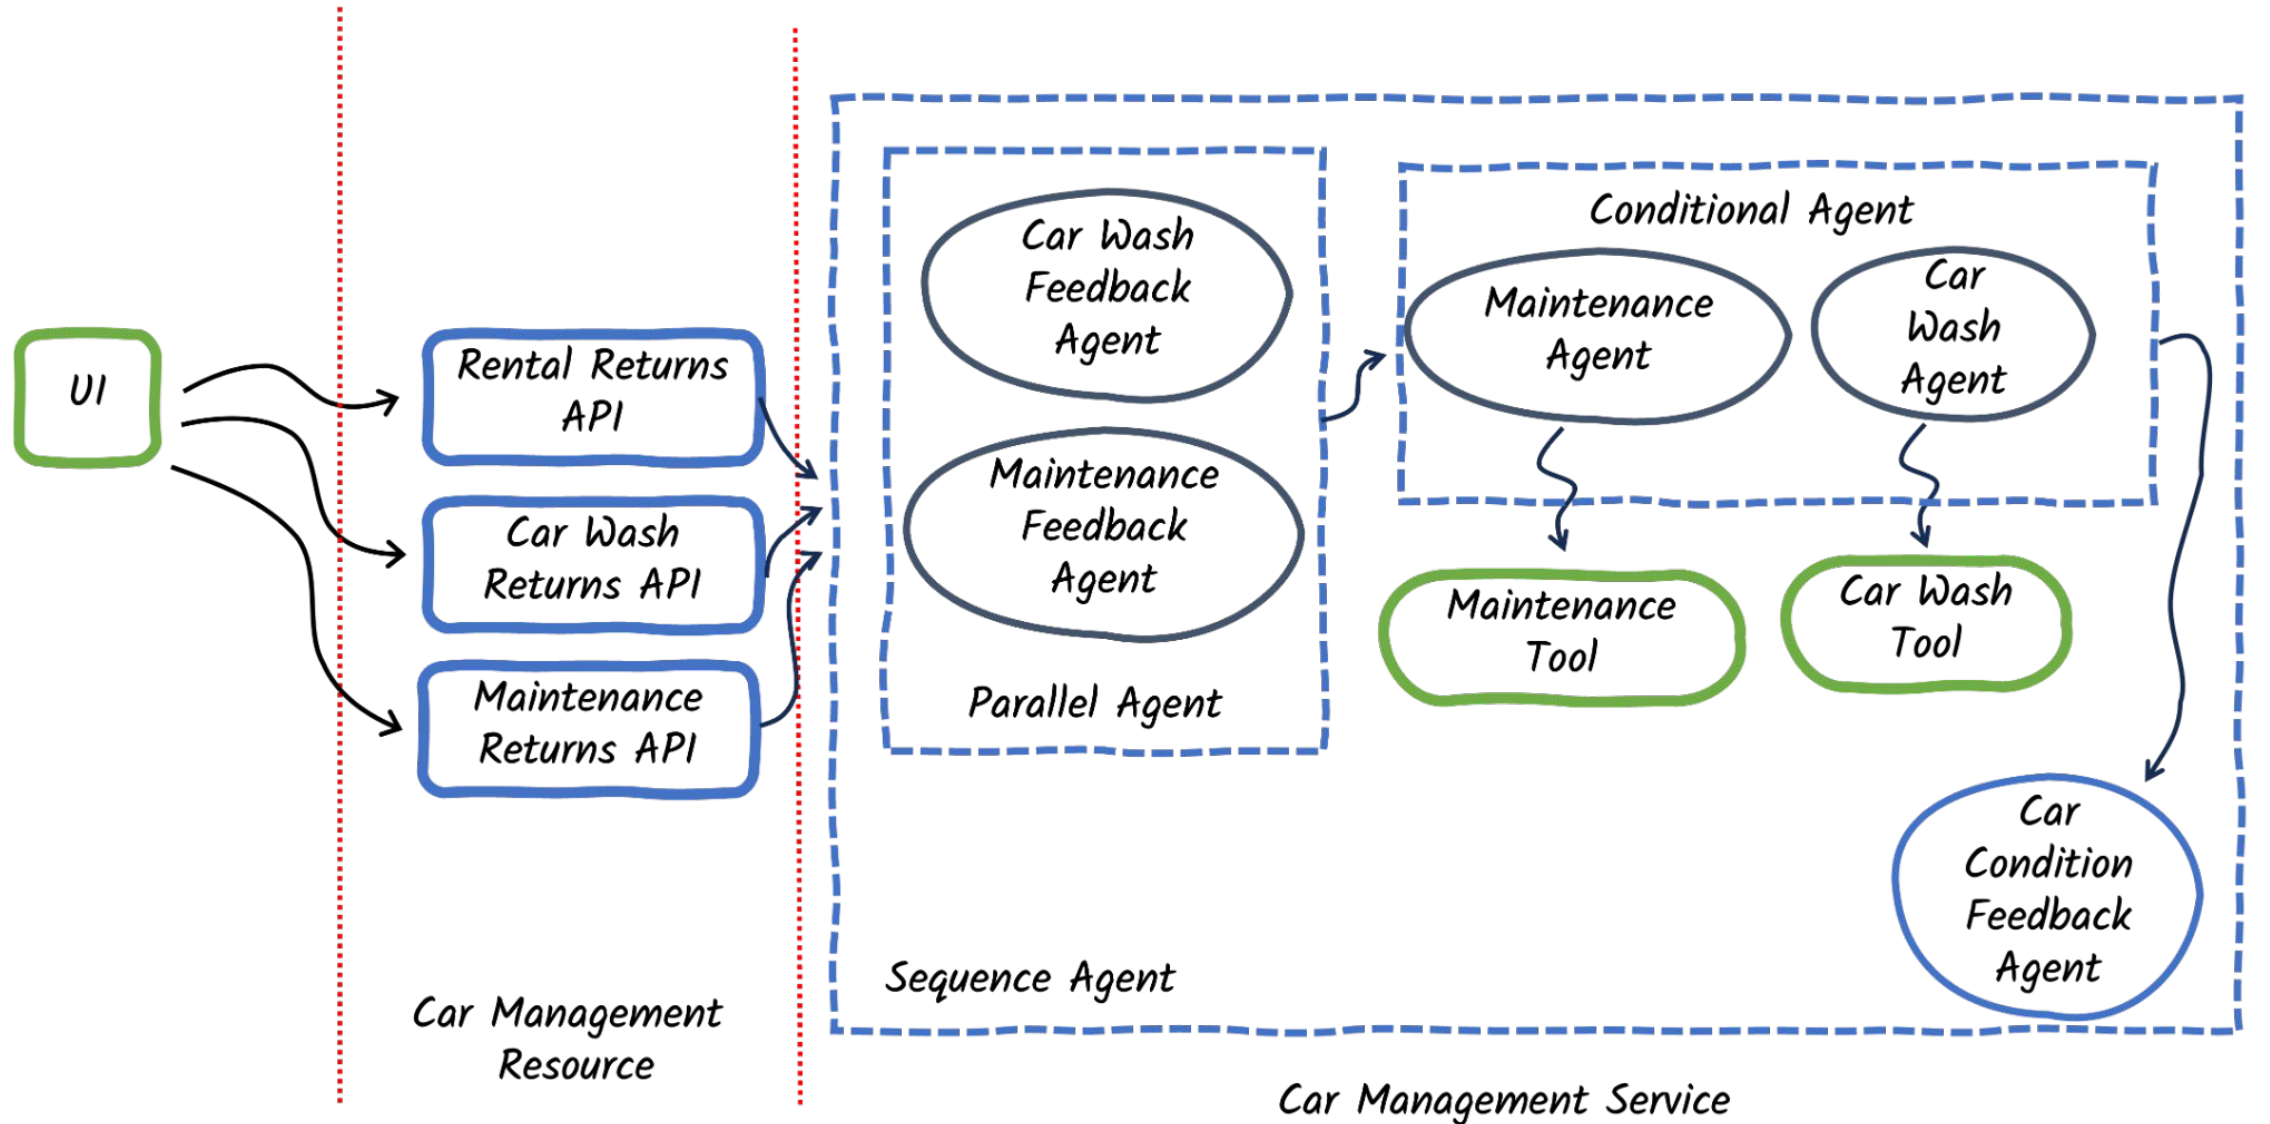 UI
Rental Returns
API
Car Wash
Returns API
Maintenance
Returns API
Car Management
Resource
Car Wash
Feedback
Agent
Maintenance
Feedback
Agent
Parallel Agent
Conditional Agent
Maintenance
Agent
Car
Wash
Agent
Maintenance
Tool
Car Wash
Tool
Car
Condition
Feedback
Agent
Sequence Agent
Car Management Service